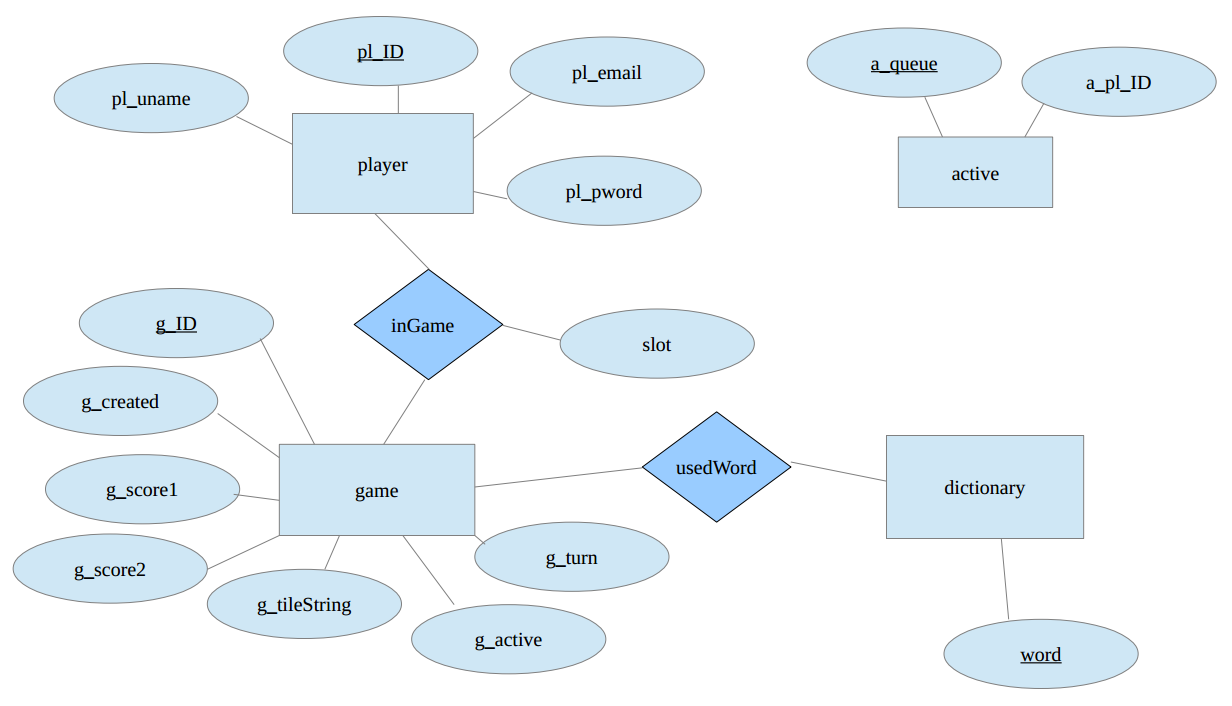 pl_ID
a_queue
pl_email
a_pl_ID
pl_uname
player
active
pl_pword
g_ID
inGame
slot
g_created
usedWord
g_score1
game
dictionary
g_turn
g_score2
g_tileString
g_active
word